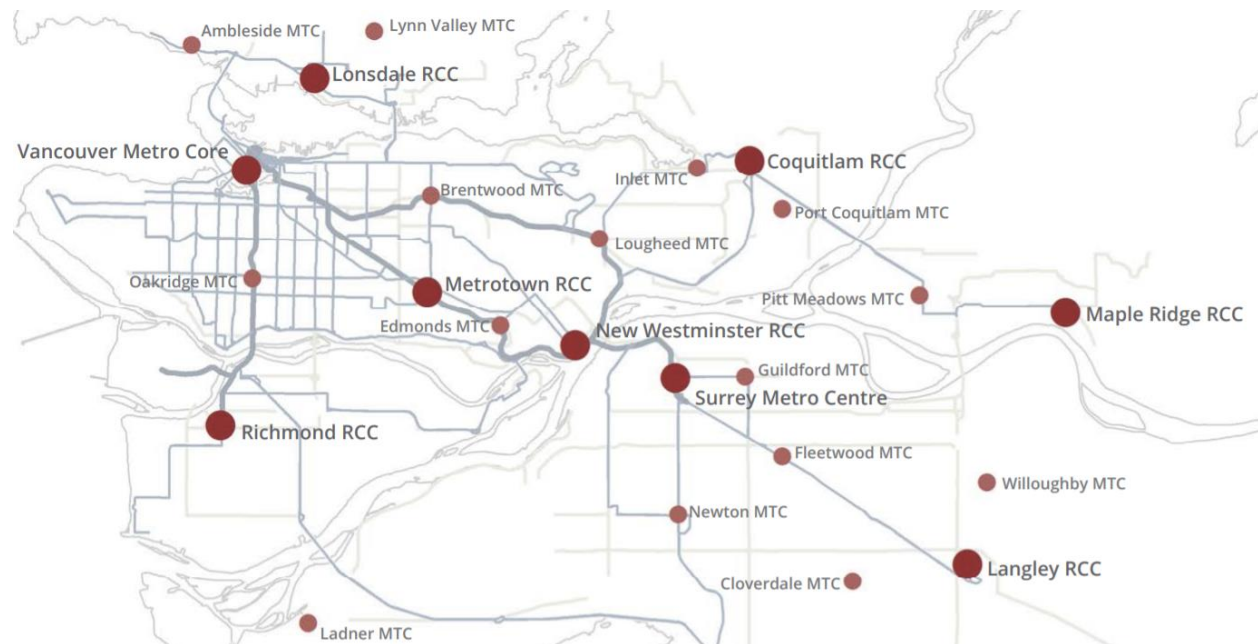 Ambleside MTC
Lynn Valley MTC
Lonsdale RCC
Vancouver Metro Core
Coquitlam RCC
Inlet MTC
Brentwood MTC
Port Coquitlam MTC
Lougheed MTC
Oakridge MTC
Metrotown RCC
Pitt Meadows MTC
Maple Ridge RCC
Edmonds MTC
New Westminster RCC
Guildford MTC
Surrey Metro Centre
Richmond RCC
Fleetwood MTC
Willoughby MTC
Newton MTC
Langley RCC
Cloverdale MTC
Ladner MTC